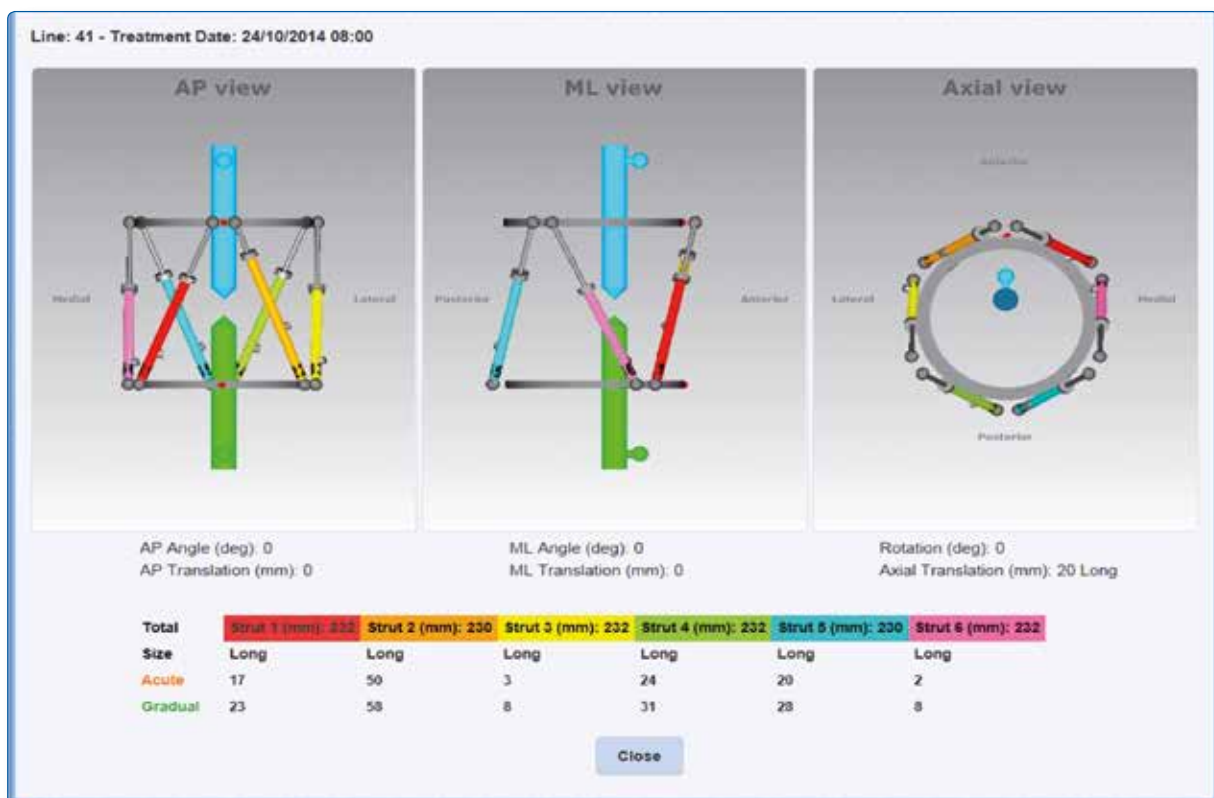 Line: 41 - Treatment Date: 24/10/2014 08:00
AP view ML view Axial view
Anterior
Medial Lateral Posterior Anterior Lateral Medial
Posterior
AP Angle (deg): 0 ML Angle (deg): 0 Rotation (deg): 0
AP Translation (mm): 0 ML Translation (mm): 0 Axial Translation (mm): 20 Long
Total Strut 1 (mm): 232 Strut 2 (mm): 230 Strut 3 (mm): 232 Strut 4 (mm): 232 Strut 5 (mm): 230 Strut 6 (mm): 232
Size Long Long Long Long Long Long
Acute 17 50 3 24 20 2
Gradual 23 58 8 31 28 8
Close